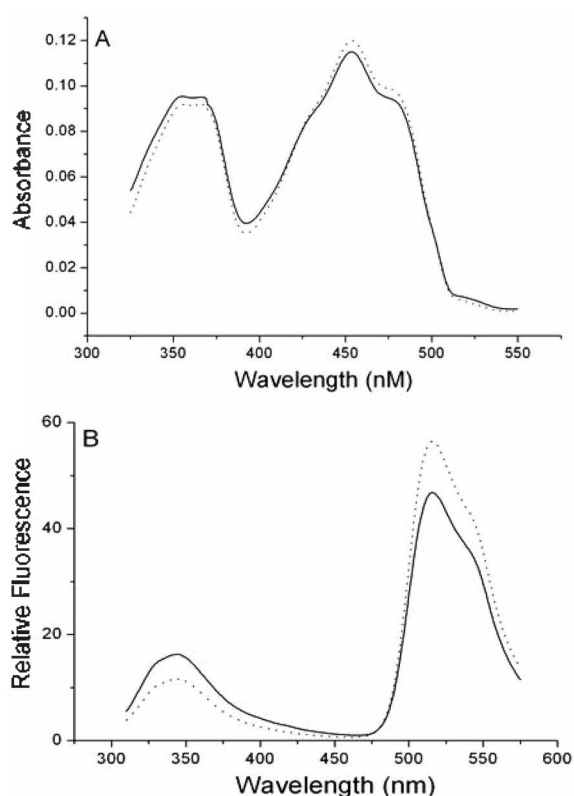 A
Absorbance
0.12
0.10
0.08
0.06
0.04
0.02
0.00
300 350 400 450 500 550
Wavelength (nM)
B
Relative Fluorescence
60
40
20
0
300 350 400 450 500 550 600
Wavelength (nm)